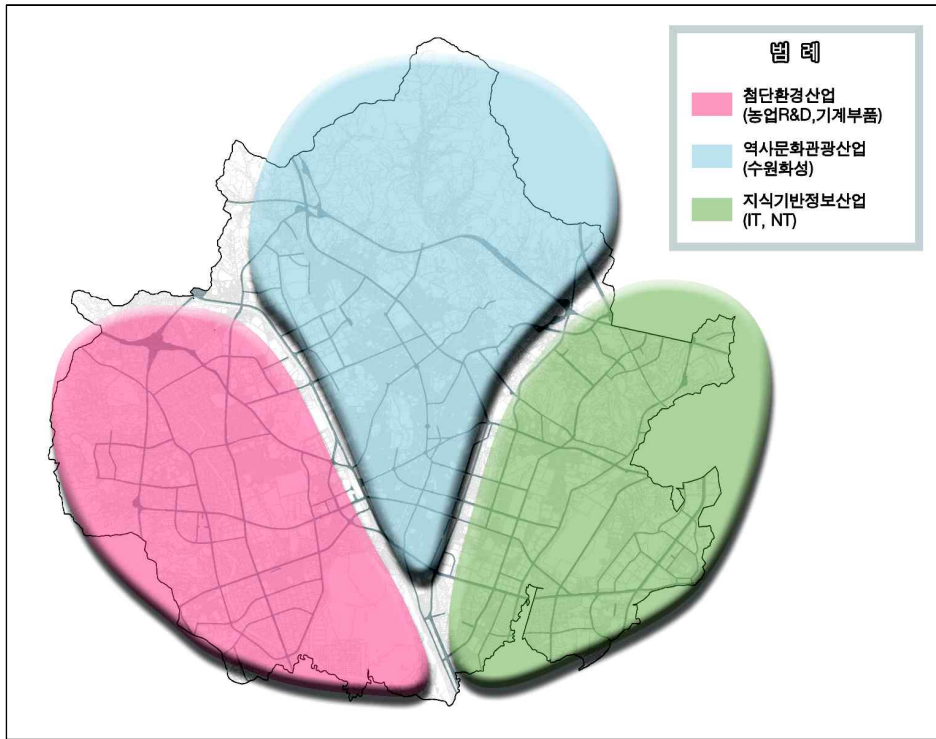 범 례
첨단환경산업
(농업R&D,기계부품)
역사문화관광산업
(수원화성)
지식기반정보산업
(IT, NT)